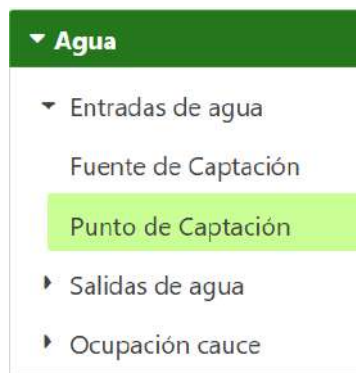 Agua
Entradas de agua
Fuente de Captación
Punto de Captación
Salidas de agua
Ocupación cauce